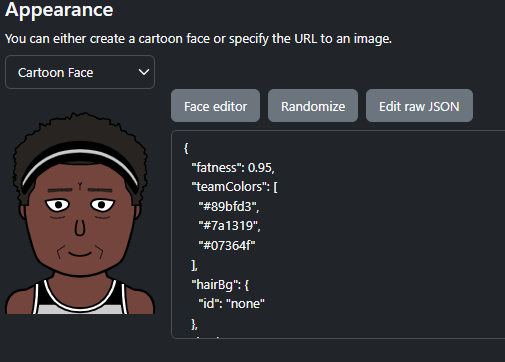 Appearance
You can either create a cartoon face or specify the URL to an image.
Cartoon Face
Face editor
Randomize
Edit raw JSON
{
"fatness": 0.95,
"teamColors": [
"#89bfd3",
"#7a1319",
"#07364f"
],
"hairBg": {
"id": "none"
},